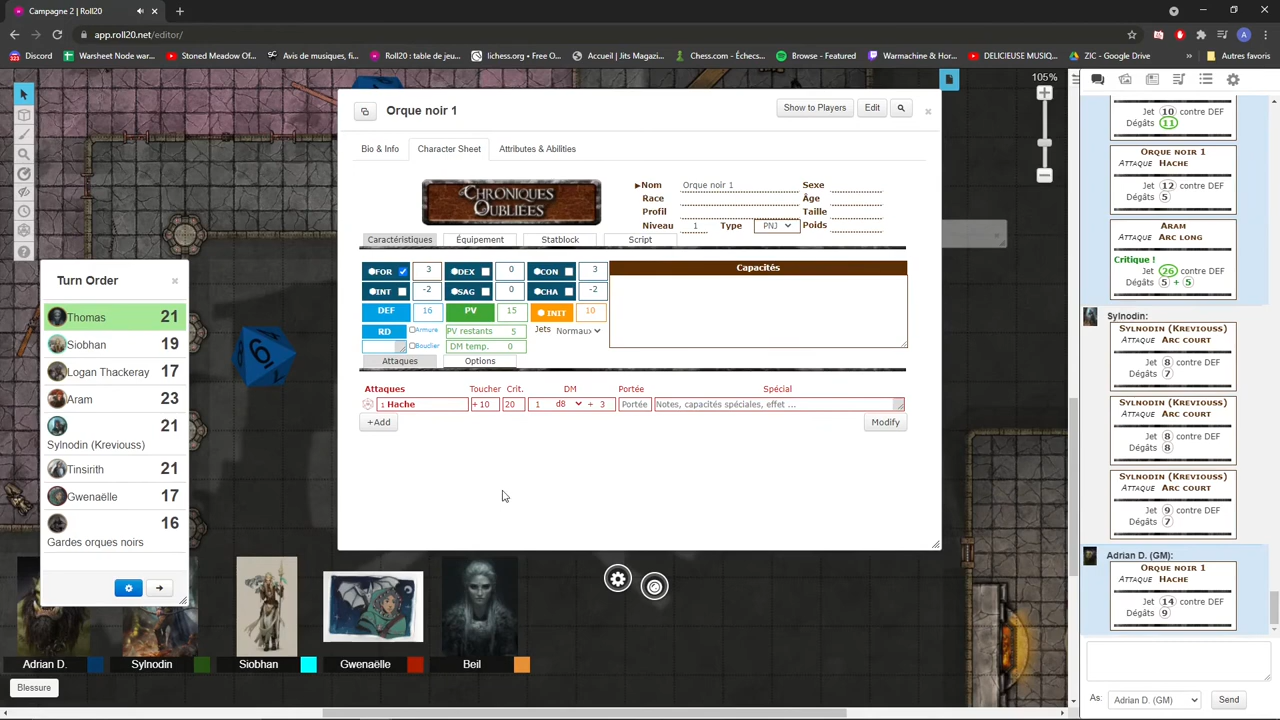 Campagne 2 |
app.roll20.net/editor/
Discord
Warsheet Node war...
Stoned Meadow Of...
Avis de musiques, fi...
Roll20 : table de jeu...
lichess.org • Free O...
Accueil | Jitsi Magazi...
Chess.com - Échecs...
Browse - Featured
Warmachine & Hor...
DELICIEUSE MUSIQ...
ZIC - Google Drive
»
Autres favoris
105%
Orque noir 1
Show to Players
Edit
Bio & Info
Character Sheet
Attributes & Abilities
CHRONIQUES
OUBLIÉES
Nom Orque noir 1 Sexe
Race Âge
Profil Taille
Niveau 1 Type PNJ Poids
Caractéristiques Équipement Statblock Script
FOR 3 DEX 0 CON 3
INT -2 SAG 0 CHA -2
DEF 16 PV 15 INIT 10
RD Armure PV restants 5 Jets Normaux
Bouclier DM temp. 0
Capacités
Attaques Options
Attaques Toucher Crit. DM Portée Spécial
1 Hache + 10 20 1 d8 + 3 Portée Notes, capacités spéciales, effet ...
+Add
Modify
Turn Order
Thomas 21
Siobhan 19
Logan Thackeray 17
Aram 23
21
Sylnodin (Kreviouss)
Tinsirith 21
Gwenaëlle 17
16
Gardes orques noirs
Adrian D.
Sylnodin
Siobhan
Gwenaëlle
Beil
Blessure
Jet 10 contre DEF
Dégâts 11
ORQUE NOIR 1
ATTAQUE HACHE
Jet 12 contre DEF
Dégâts 5
ARAM
ATTAQUE ARC LONG
Critique !
Jet 26 contre DEF
Dégâts 5 + 5
Sylnodin:
SYLNODIN (KREVIOUSS)
ATTAQUE ARC COURT
Jet 8 contre DEF
Dégâts 7
SYLNODIN (KREVIOUSS)
ATTAQUE ARC COURT
Jet 8 contre DEF
Dégâts 8
SYLNODIN (KREVIOUSS)
ATTAQUE ARC COURT
Jet 9 contre DEF
Dégâts 7
Adrian D. (GM):
ORQUE NOIR 1
ATTAQUE HACHE
Jet 14 contre DEF
Dégâts 9
As:
Adrian D. (GM)
Send